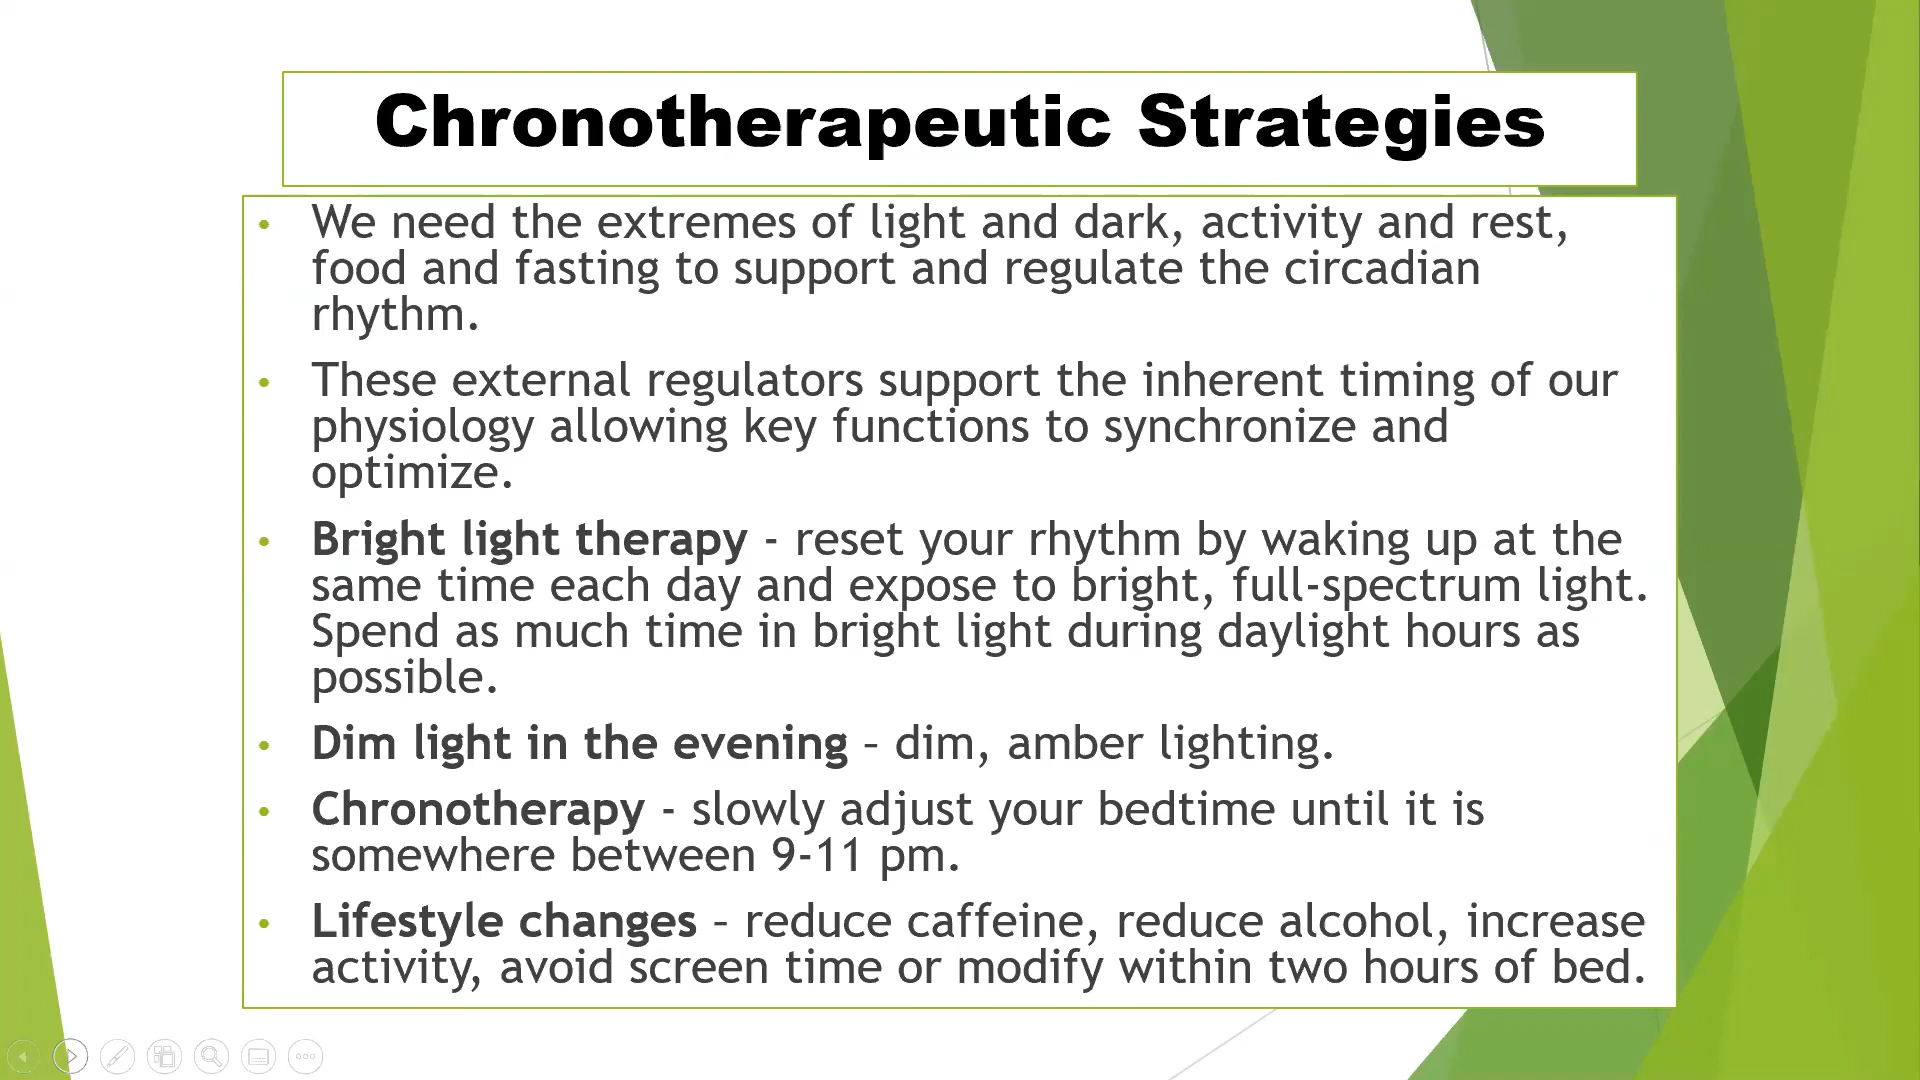 Chronotherapeutic Strategies
• We need the extremes of light and dark, activity and rest,
food and fasting to support and regulate the circadian
rhythm.
• These external regulators support the inherent timing of our
physiology allowing key functions to synchronize and
optimize.
• Bright light therapy - reset your rhythm by waking up at the
same time each day and expose to bright, full-spectrum light.
Spend as much time in bright light during daylight hours as
possible.
• Dim light in the evening – dim, amber lighting.
• Chronotherapy - slowly adjust your bedtime until it is
somewhere between 9-11 pm.
• Lifestyle changes – reduce caffeine, reduce alcohol, increase
activity, avoid screen time or modify within two hours of bed.